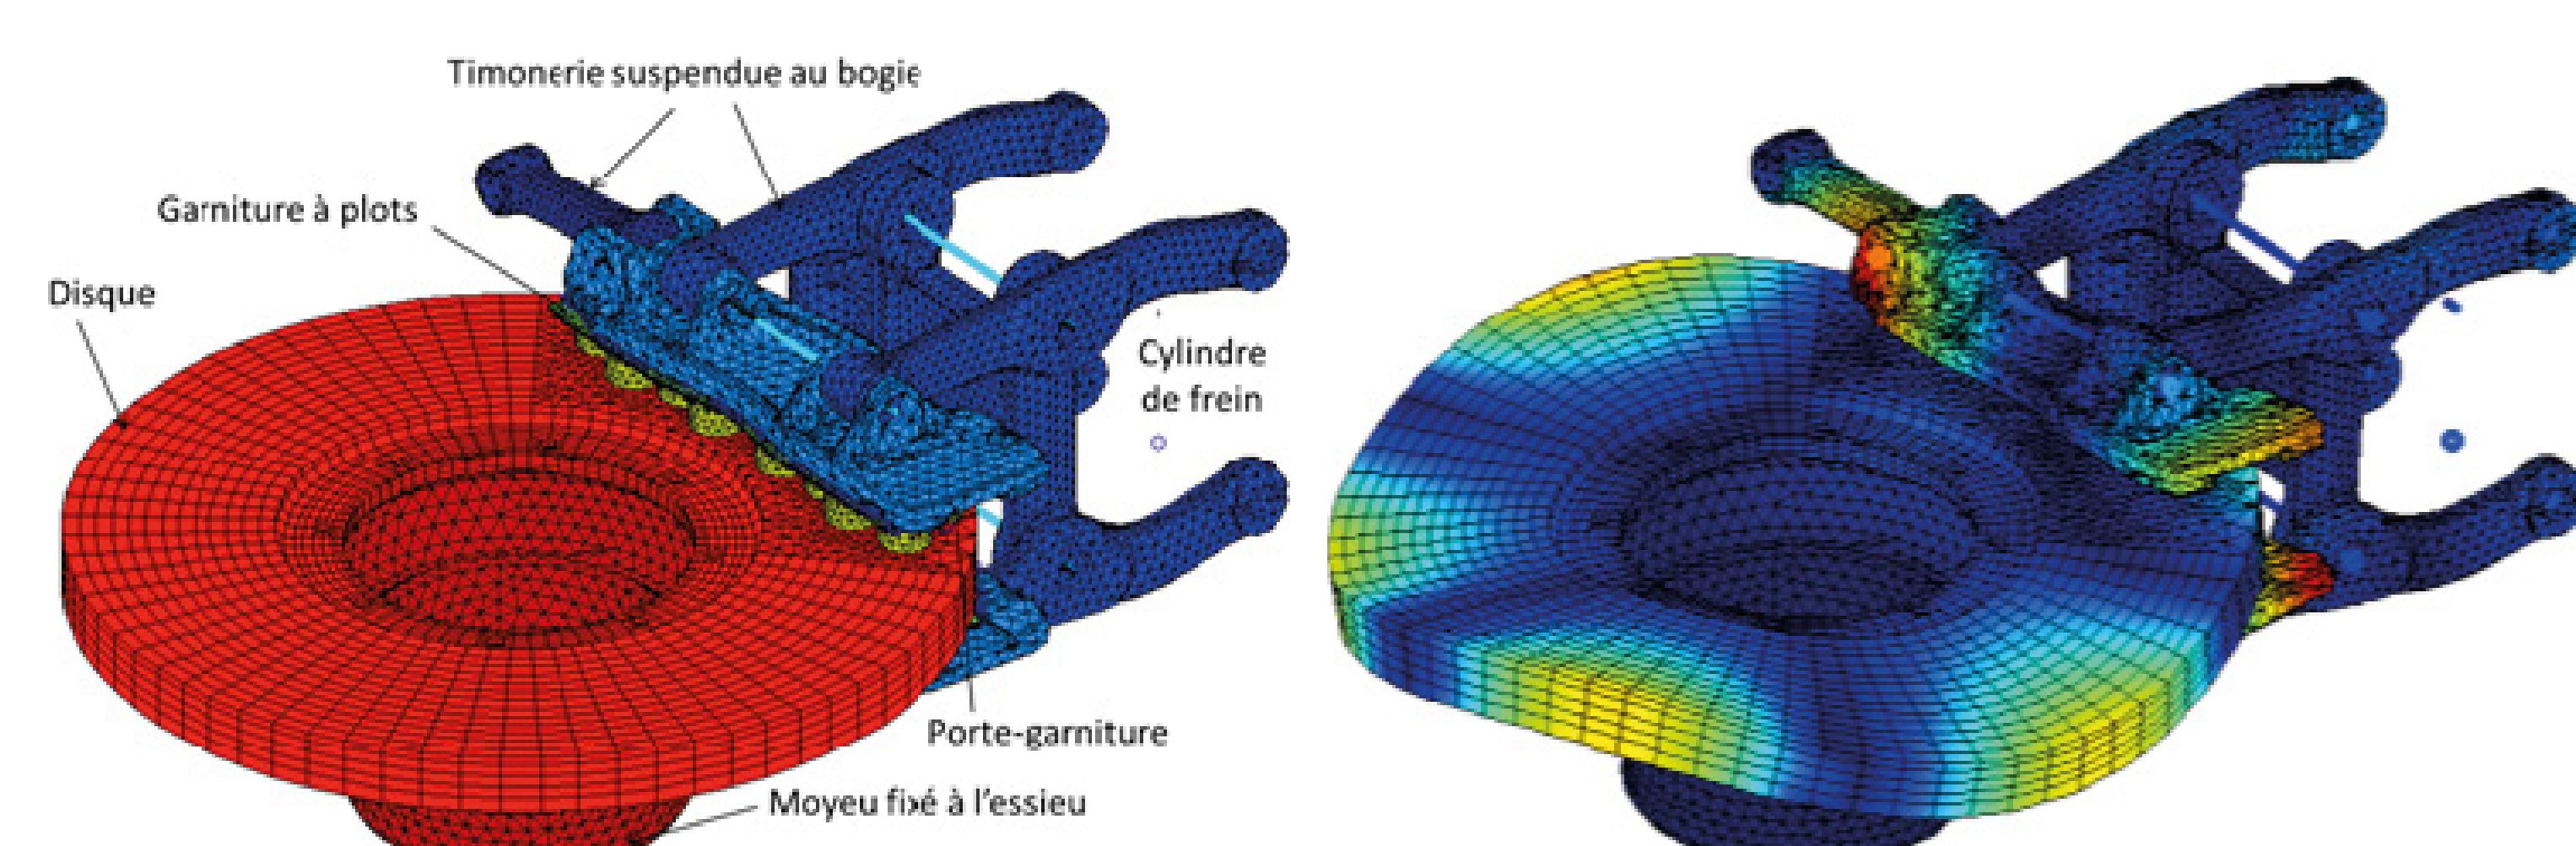 Timonerie suspendue au bogie
Garniture à plots
Disque
Cylindre
de frein
Porte-garniture
Moyeu fixé à l'essieu